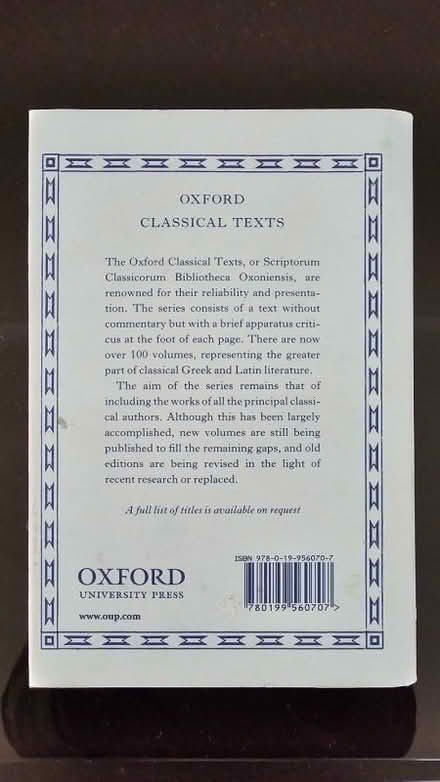 OXFORD
CLASSICAL TEXTS
The Oxford Classical Texts, or Scriptorum
Classicorum Bibliotheca Oxoniensis, are
renowned for their reliability and presenta-
tion. The series consists of a text without
commentary but with a brief apparatus criti-
cus at the foot of each page. There are now
over 100 volumes, representing the greater
part of classical Greek and Latin literature.
The aim of the series remains that of
including the works of all the principal classi-
cal authors. Although this has been largely
accomplished, new volumes are still being
published to fill the remaining gaps, and old
editions are being revised in the light of
recent research or replaced.
A full list of titles is available on request
ISBN 978-0-19-956070-7
OXFORD
UNIVERSITY PRESS
www.oup.com
9780199560707>